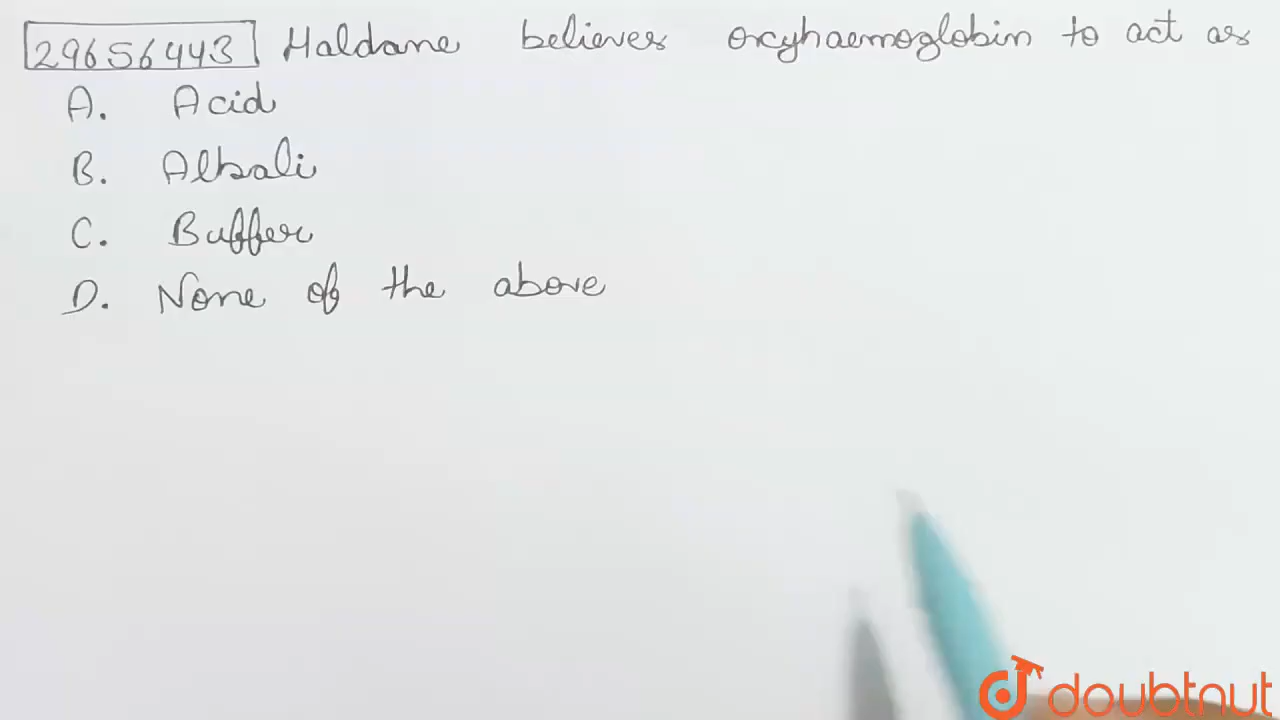 29656443 Haldane believes oxyhaemoglobin to act as
A. Acid
B. Alkali
C. Buffer
D. None of the above
doubtnut